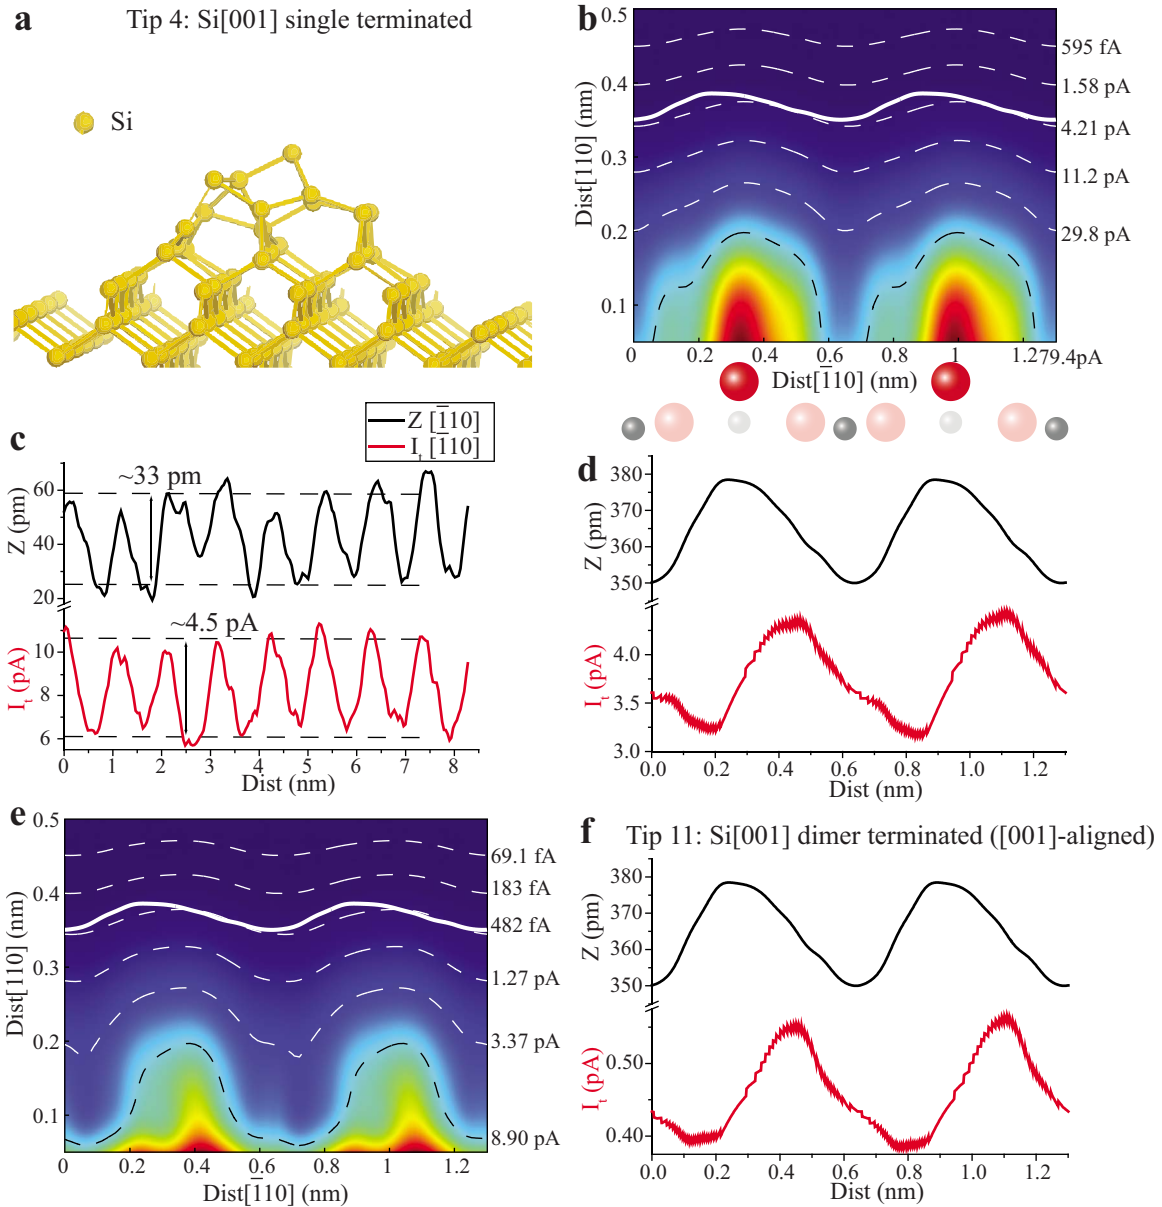 a
Tip 4: Si[001] single terminated
Si
b
0.5
0.4
0.3
0.2
0.1
Dist[110] (nm)
595 fA
1.58 pA
4.21 pA
11.2 pA
29.8 pA
79.4pA
0 0.2 0.4 0.6 0.8 1 1.2
Dist[1̅10] (nm)
c
Z [1̅10]
I_t [1̅10]
~33 pm
60
40
20
Z (pm)
~4.5 pA
10
8
6
I_t (pA)
0 1 2 3 4 5 6 7 8
Dist (nm)
d
380
370
360
350
Z (pm)
4.0
3.5
3.0
I_t (pA)
0.0 0.2 0.4 0.6 0.8 1.0 1.2
Dist (nm)
e
0.5
0.4
0.3
0.2
0.1
Dist[110] (nm)
69.1 fA
183 fA
482 fA
1.27 pA
3.37 pA
8.90 pA
0 0.2 0.4 0.6 0.8 1 1.2
Dist[1̅10] (nm)
f
Tip 11: Si[001] dimer terminated ([001]-aligned)
380
370
360
350
Z (pm)
0.50
0.40
I_t (pA)
0.0 0.2 0.4 0.6 0.8 1.0 1.2
Dist (nm)